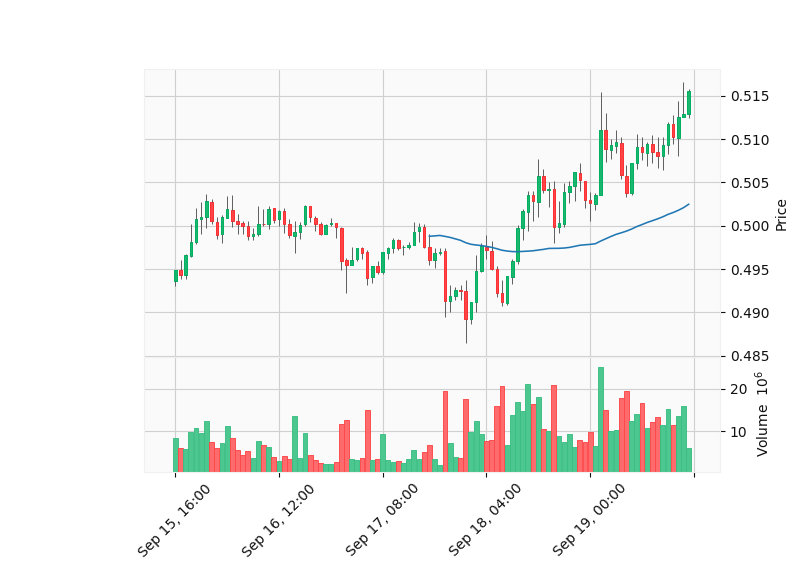 0.515
0.510
0.505
0.500
0.495
0.490
0.485
Price
20
10
Volume 10^6
Sep 15, 16:00
Sep 16, 12:00
Sep 17, 08:00
Sep 18, 04:00
Sep 19, 00:00